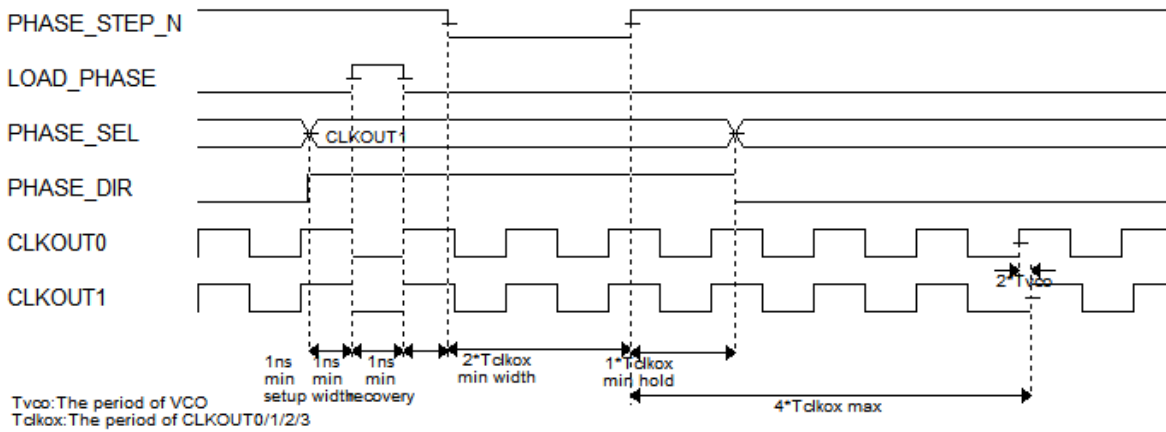 PHASE_STEP_N
LOAD_PHASE
PHASE_SEL
CLKOUT1
PHASE_DIR
CLKOUT0
2*Tvco
CLKOUT1
1ns min setup
1ns min width
1ns min recovery
2*Tclkox min width
1*Tclkox min hold
4*Tclkox max
Tvco:The period of VCO
Tclkox:The period of CLKOUT0/1/2/3